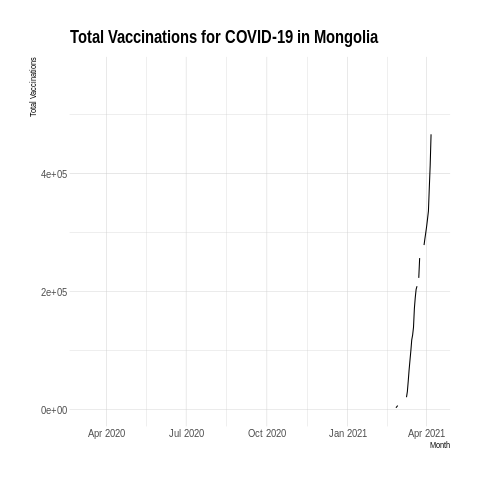 Total Vaccinations for COVID-19 in Mongolia
Total Vaccinations
4e+05
2e+05
0e+00
Apr 2020 Jul 2020 Oct 2020 Jan 2021 Apr 2021
Month